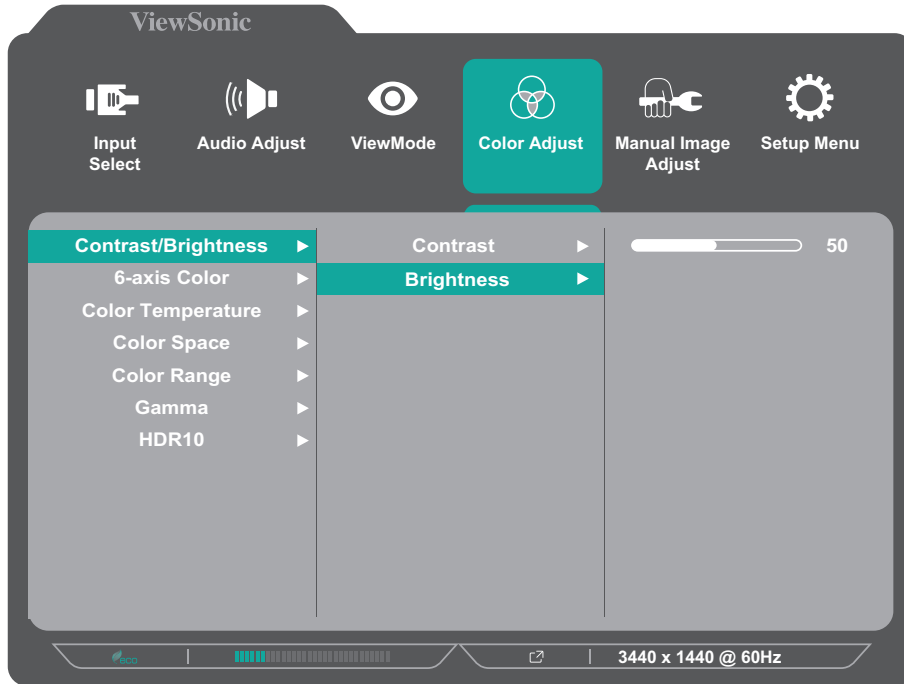 ViewSonic
Input
Select
Audio Adjust
ViewMode
Color Adjust
Manual Image
Adjust
Setup Menu
Contrast/Brightness
Contrast
50
6-axis Color
Brightness
Color Temperature
Color Space
Color Range
Gamma
HDR10
eco
3440 x 1440 @ 60Hz